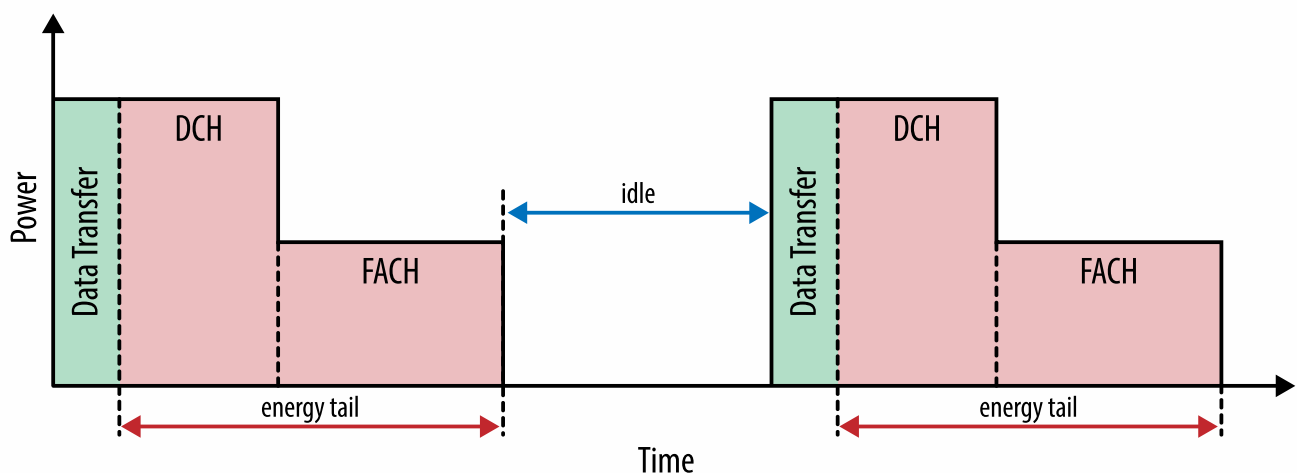 Power
Data Transfer
DCH
FACH
idle
Data Transfer
DCH
FACH
energy tail
energy tail
Time